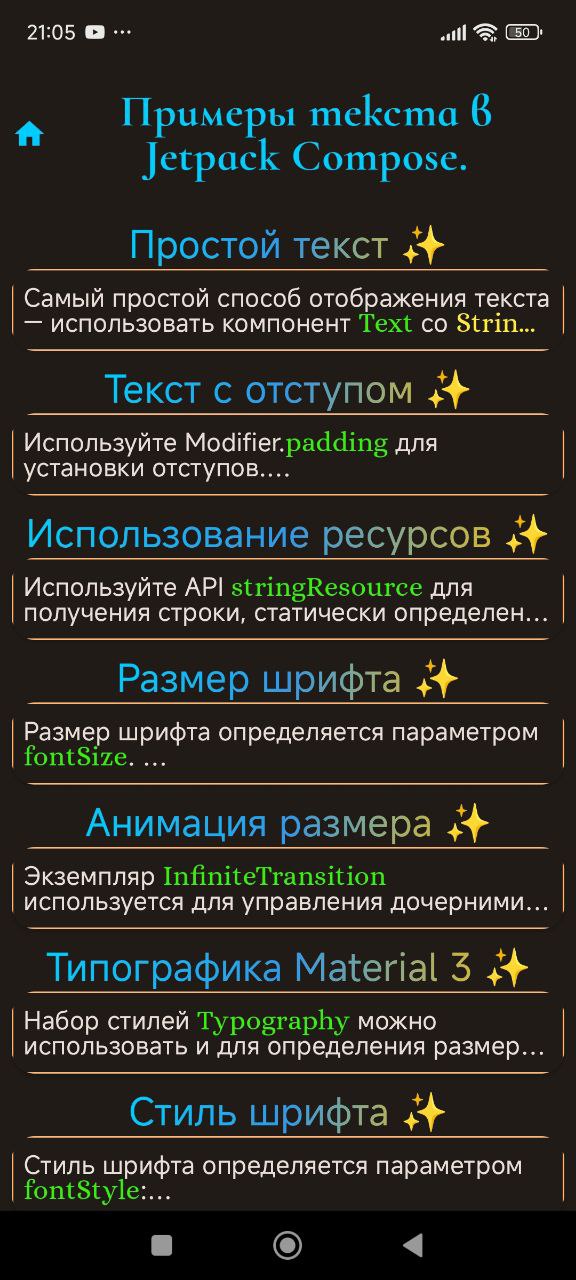 21:05
50
Примеры текста в
Jetpack Compose.
Простой текст ✨
Самый простой способ отображения текста
— использовать компонент Text со Strin...
Текст с отступом ✨
Используйте Modifier.padding для
установки отступов....
Использование ресурсов ✨
Используйте API stringResource для
получения строки, статически определен...
Размер шрифта ✨
Размер шрифта определяется параметром
fontSize. ...
Анимация размера ✨
Экземпляр InfiniteTransition
используется для управления дочерними...
Типографика Material 3 ✨
Набор стилей Typography можно
использовать и для определения размер...
Стиль шрифта ✨
Стиль шрифта определяется параметром
fontStyle:...